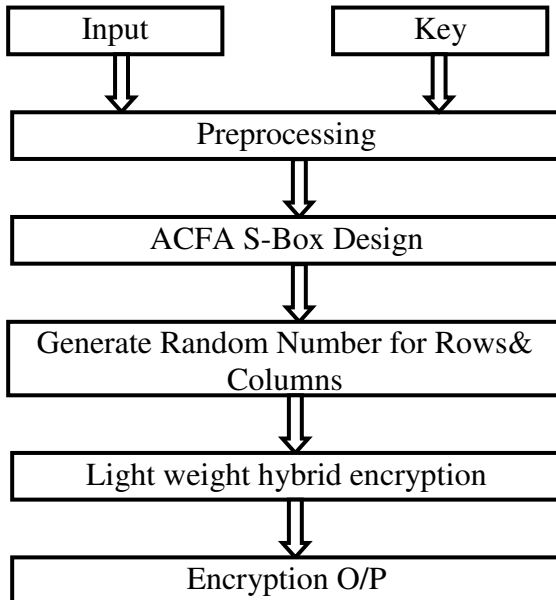 Input
Key
Preprocessing
ACFA S-Box Design
Generate Random Number for Rows&
Columns
Light weight hybrid encryption
Encryption O/P